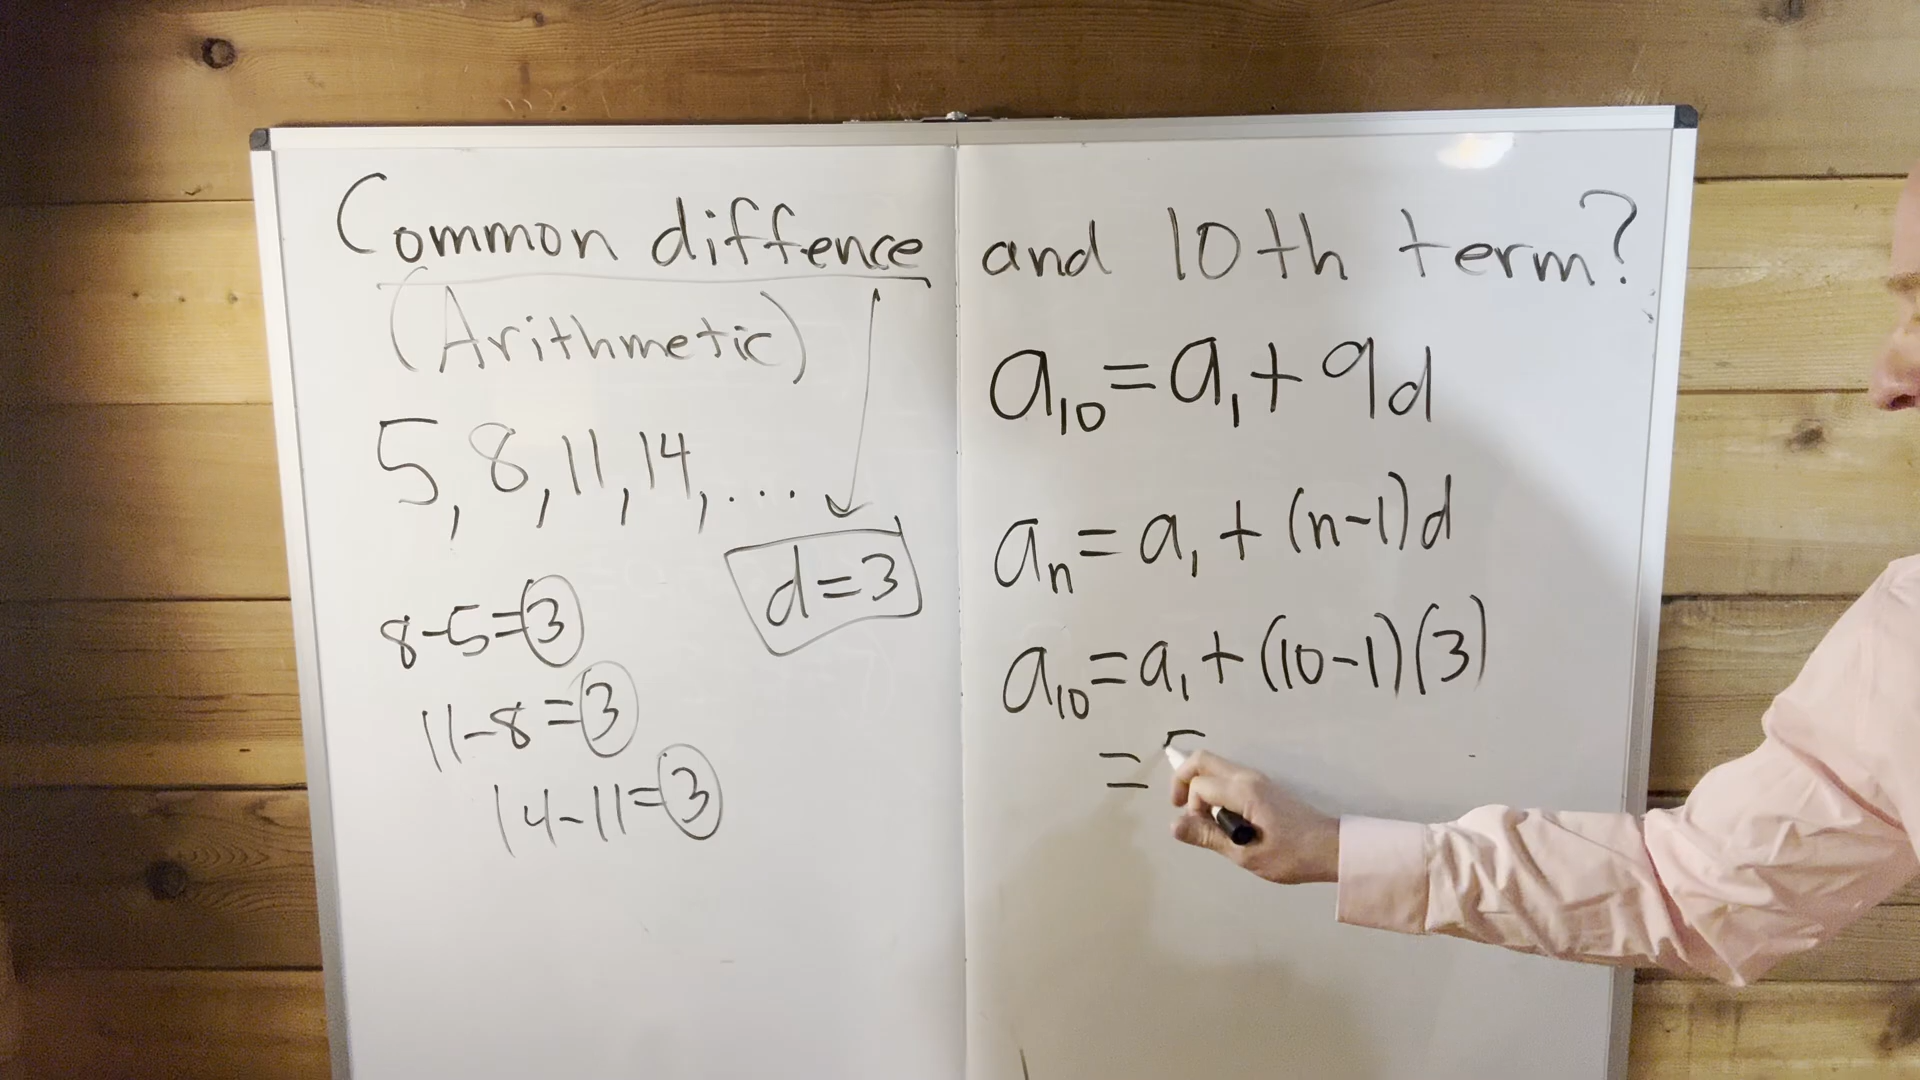 Common diffence and 10th term?
(Arithmetic)
5, 8, 11, 14, ...
d=3
8-5=3
11-8=3
14-11=3
a₁₀=a₁+9d
aₙ=a₁+(n-1)d
a₁₀=a₁+(10-1)(3)
=